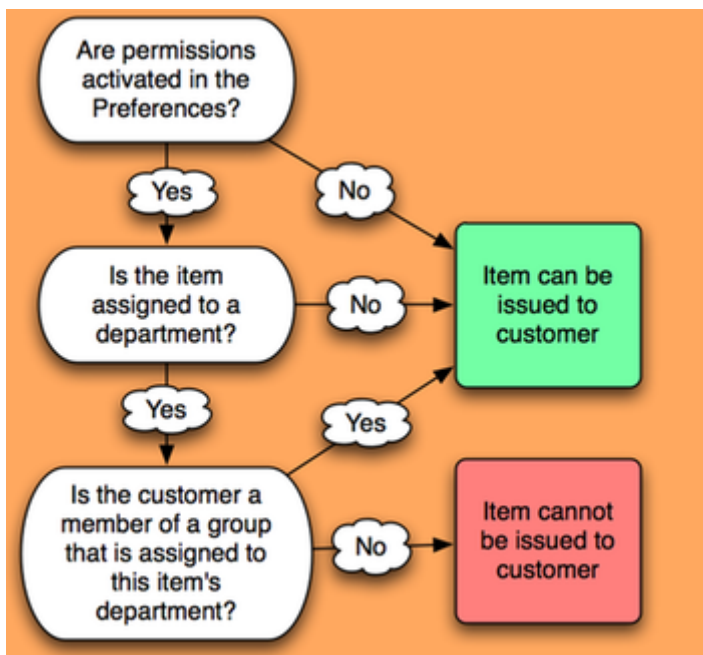 Are permissions
activated in the
Preferences?
Yes
No
Is the item
assigned to a
department?
No
Item can be
issued to
customer
Yes
Yes
Is the customer a
member of a group
that is assigned to
this item's
department?
No
Item cannot
be issued to
customer